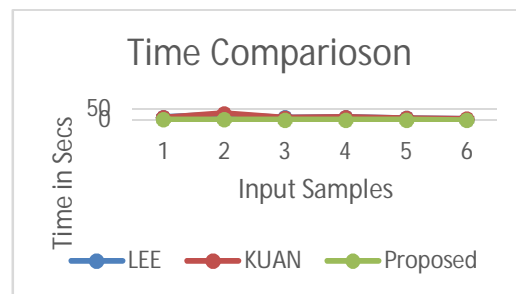 Time Comparioson
50
0
Time in Secs
1 2 3 4 5 6
Input Samples
LEE KUAN Proposed